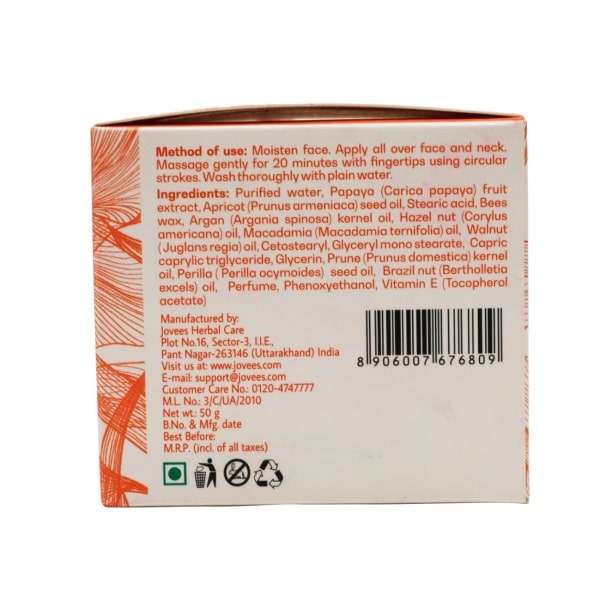 Method of use: Moisten face. Apply all over face and neck.
Massage gently for 20 minutes with fingertips using circular
strokes. Wash thoroughly with plain water.
Ingredients: Purified water, Papaya (Carica papaya) fruit
extract, Apricot (Prunus armeniaca) seed oil, Stearic acid, Bees
wax, Argan (Argania spinosa) kernel oil, Hazel nut (Corylus
americana) oil, Macadamia (Macadamia ternifolia) oil, Walnut
(Juglans regia) oil, Cetostearyl, Glyceryl mono stearate, Capric
caprylic triglyceride, Glycerin, Prune (Prunus domestica) kernel
oil, Perilla ( Perilla ocymoides) seed oil, Brazil nut (Bertholletia
excels) oil, Perfume, Phenoxyethanol, Vitamin E (Tocopherol
acetate)
Manufactured by:
Jovees Herbal Care
Plot No.16, Sector-3, I.I.E.,
Pant Nagar-263146 (Uttarakhand) India
Visit us at: www.jovees.com
E-mail: support@jovees.com
Customer Care No.: 0120-4747777
M.L. No.: 3/C/UA/2010
Net wt.: 50 g
B.No. & Mfg. date
Best Before:
M.R.P. (incl. of all taxes)
8 906007 676809